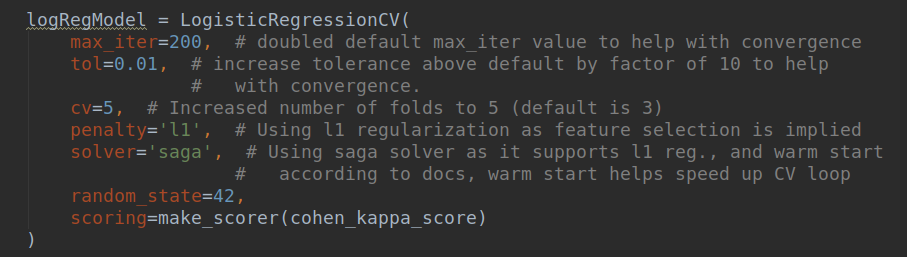 logRegModel = LogisticRegressionCV(
    max_iter=200,  # doubled default max_iter value to help with convergence
    tol=0.01,  # increase tolerance above default by factor of 10 to help
               #   with convergence.
    cv=5,  # Increased number of folds to 5 (default is 3)
    penalty='l1',  # Using l1 regularization as feature selection is implied
    solver='saga',  # Using saga solver as it supports l1 reg., and warm start
                    #   according to docs, warm start helps speed up CV loop
    random_state=42,
    scoring=make_scorer(cohen_kappa_score)
)